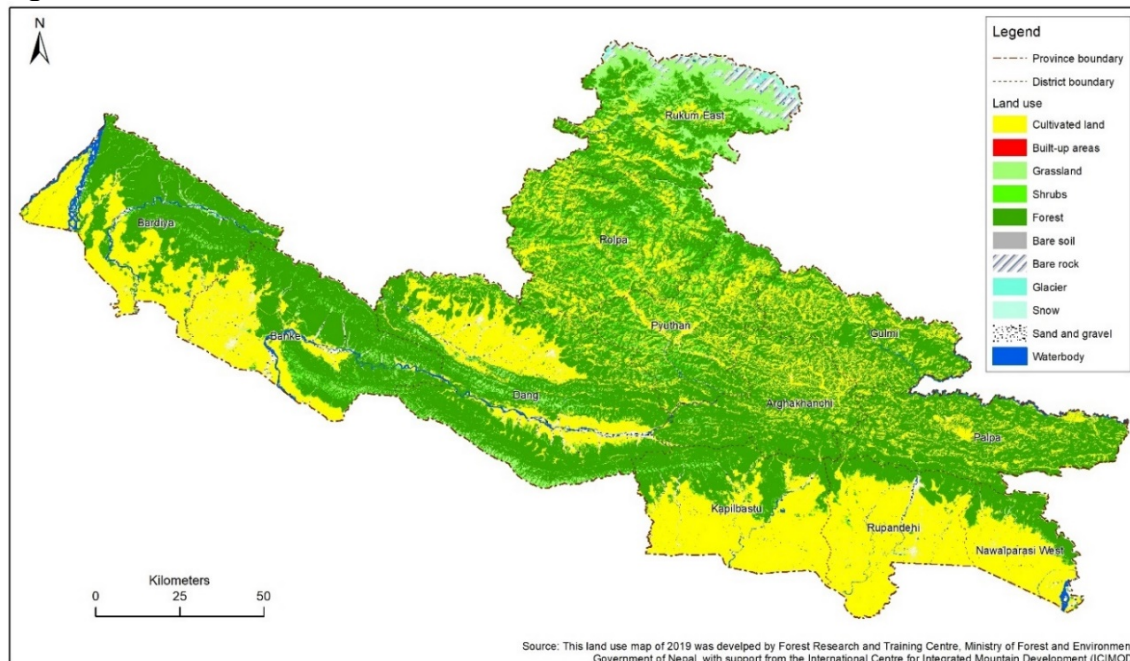 N
Legend
Province boundary
District boundary
Land use
Cultivated land
Built-up areas
Grassland
Shrubs
Forest
Bare soil
Bare rock
Glacier
Snow
Sand and gravel
Waterbody
Rukum East
Bardiya
Rolpa
Banke
Pyuthan
Gulmi
Dang
Arghakhanchi
Palpa
Kapilbastu
Rupandehi
Nawalparasi West
Kilometers
0 25 50
Source: This land use map of 2019 was develped by Forest Research and Training Centre, Ministry of Forest and Environmen
Government of Nepal, with support from the International Centre for Integrated Mountain Development (ICIMOD